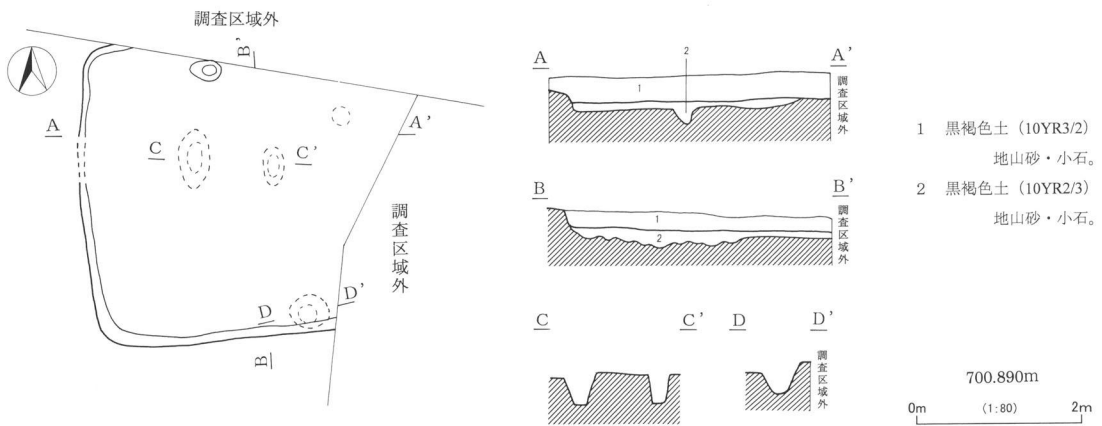 調査区域外
B'
A
A'
C
C'
調査区域外
D
D'
B
A
2
A'
1
調査区域外
B
B'
1
2
調査区域外
C
C'
D
D'
調査区域外
1 黒褐色土（10YR3/2）
地山砂・小石。
2 黒褐色土（10YR2/3）
地山砂・小石。
700.890m
0m (1:80) 2m